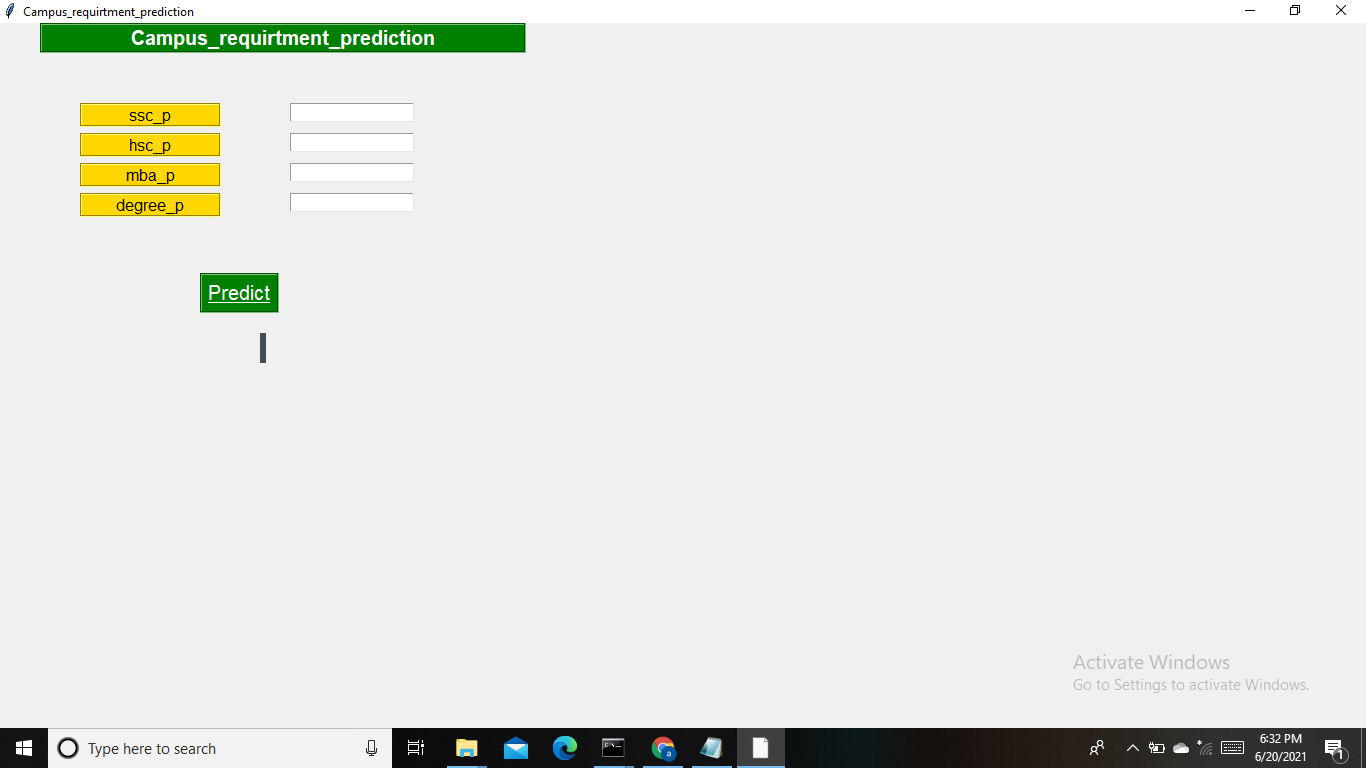 Campus_requirtment_prediction
Campus_requirtment_prediction
ssc_p
hsc_p
mba_p
degree_p
Predict
Activate Windows
Go to Settings to activate Windows.
Type here to search
6:32 PM
6/20/2021
1